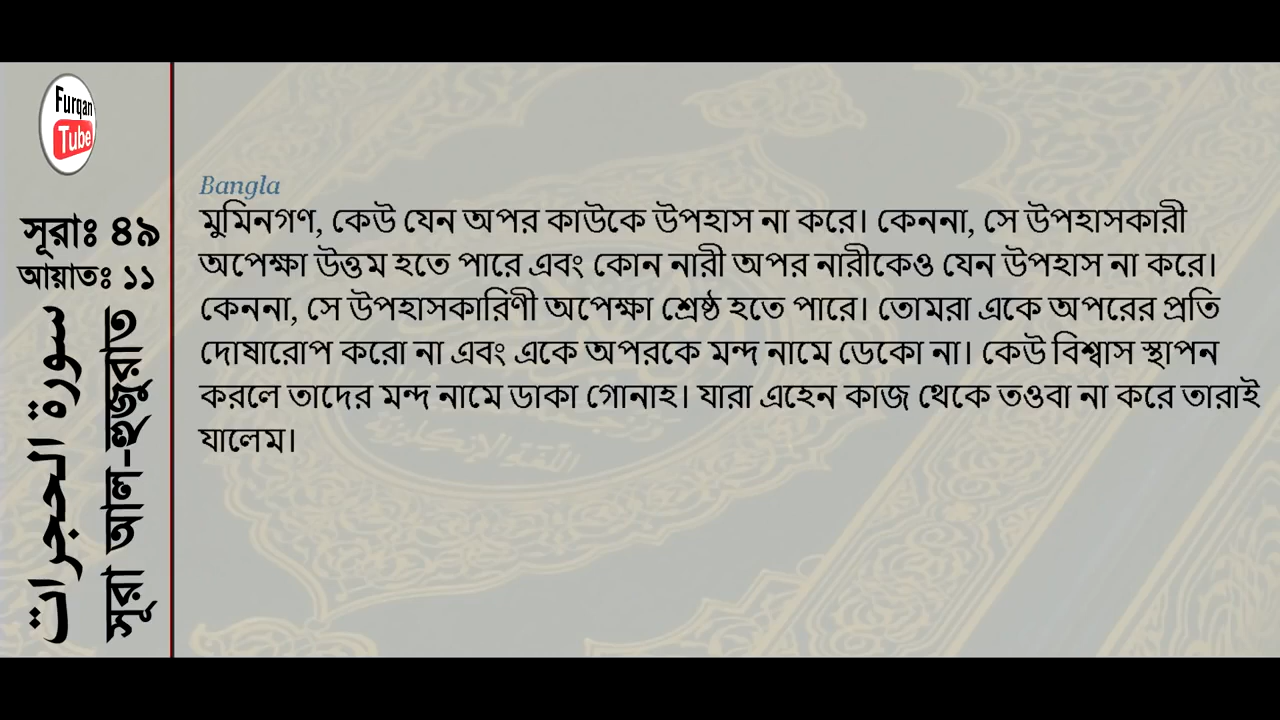 Furqan
Tube
সূরাঃ ৪৯
আয়াতঃ ১১
سورة الحجرات
সূরা আল-হুজুরাত
Bangla
মুমিনগণ, কেউ যেন অপর কাউকে উপহাস না করে। কেননা, সে উপহাসকারী
অপেক্ষা উত্তম হতে পারে এবং কোন নারী অপর নারীকেও যেন উপহাস না করে।
কেননা, সে উপহাসকারিণী অপেক্ষা শ্রেষ্ঠ হতে পারে। তোমরা একে অপরের প্রতি
দোষারোপ করো না এবং একে অপরকে মন্দ নামে ডেকো না। কেউ বিশ্বাস স্থাপন
করলে তাদের মন্দ নামে ডাকা গোনাহ। যারা এহেন কাজ থেকে তওবা না করে তারাই
যালেম।